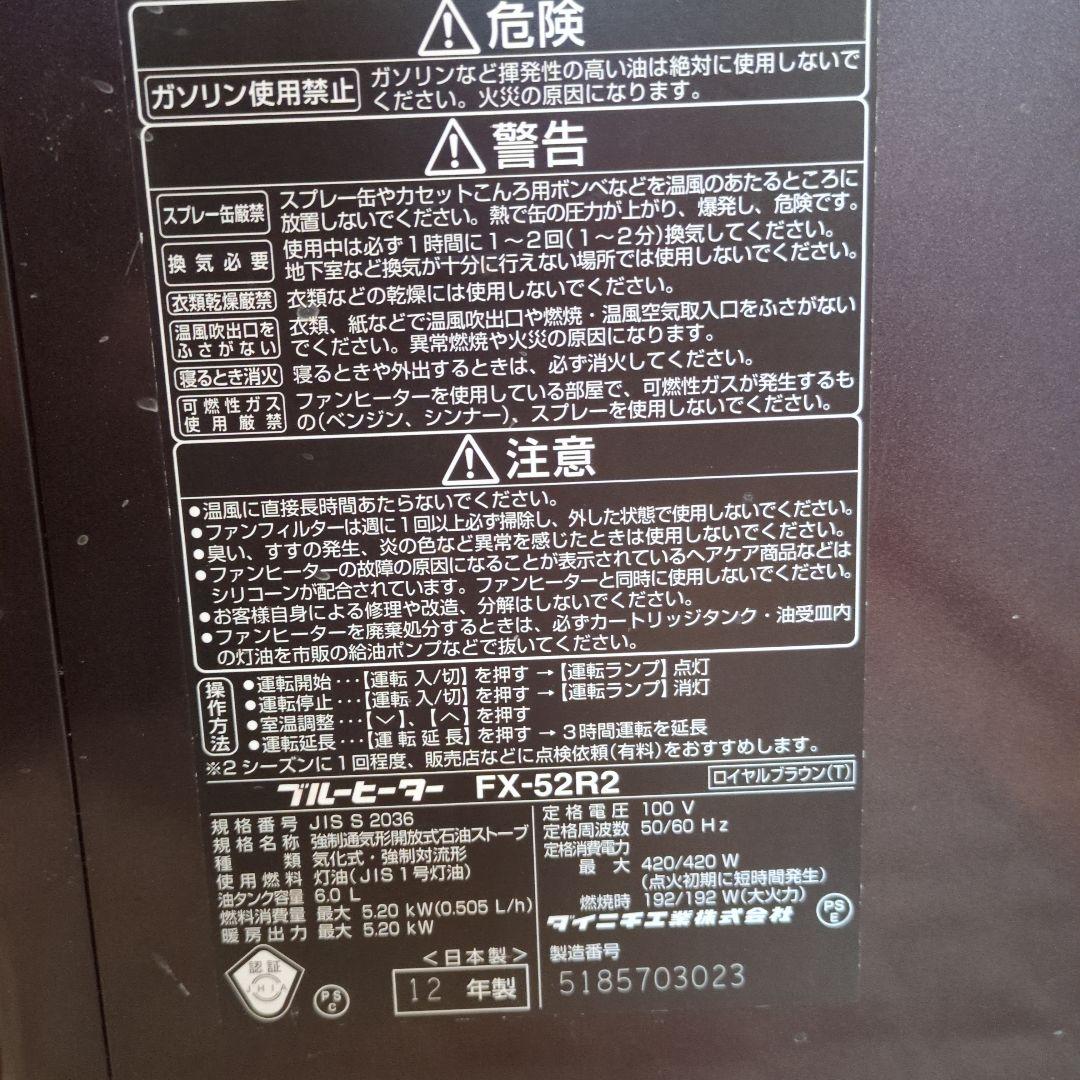 危険
ガソリン使用禁止
ガソリンなど揮発性の高い油は絶対に使用しないで
ください。火災の原因になります。
警告
スプレー缶厳禁
スプレー缶やカセットこんろ用ボンベなどを温風のあたるところに
放置しないでください。熱で缶の圧力が上がり、爆発し、危険です。
換気必要
使用中は必ず1時間に1～2回(1～2分)換気してください。
地下室など換気が十分に行えない場所では使用しないでください。
衣類乾燥厳禁
衣類などの乾燥には使用しないでください。
温風吹出口を
ふさがない
衣類、紙などで温風吹出口や燃焼・温風空気取入口をふさがない
でください。異常燃焼や火災の原因になります。
寝るとき消火
寝るときや外出するときは、必ず消火してください。
可燃性ガス
使用厳禁
ファンヒーターを使用している部屋で、可燃性ガスが発生するも
の(ベンジン、シンナー)、スプレーを使用しないでください。
注意
●温風に直接長時間あたらないでください。
●ファンフィルターは週に1回以上必ず掃除し、外した状態で使用しないでください。
●臭い、すすの発生、炎の色など異常を感じたときは使用しないでください。
●ファンヒーターの故障の原因になることが表示されているヘアケア商品などは
シリコーンが配合されています。ファンヒーターと同時に使用しないでください。
●お客様自身による修理や改造、分解はしないでください。
●ファンヒーターを廃棄処分するときは、必ずカートリッジタンク・油受皿内
の灯油を市販の給油ポンプなどで抜いてください。
操作方法
●運転開始･･･【運転 入/切】を押す → 【運転ランプ】点灯
●運転停止･･･【運転 入/切】を押す → 【運転ランプ】消灯
●室温調整･･･【﹀】、【︿】を押す
●運転延長･･･【運転延長】を押す → 3時間運転を延長
※2シーズンに1回程度、販売店などに点検依頼(有料)をおすすめします。
ブルーヒーター FX-52R2 ロイヤルブラウン(T)
規格番号 JIS S 2036
規格名称 強制通気形開放式石油ストーブ
種類 気化式・強制対流形
使用燃料 灯油(JIS1号灯油)
油タンク容量 6.0 L
燃料消費量 最大 5.20 kW(0.505 L/h)
暖房出力 最大 5.20 kW
＜日本製＞
認証
JHIA
PS
C
12 年製
定格電圧 100 V
定格周波数 50/60 Hz
定格消費電力
最大 420/420 W
(点火初期に短時間発生)
燃焼時 192/192 W(大火力)
ダイニチ工業株式会社
PS
E
製造番号
5185703023